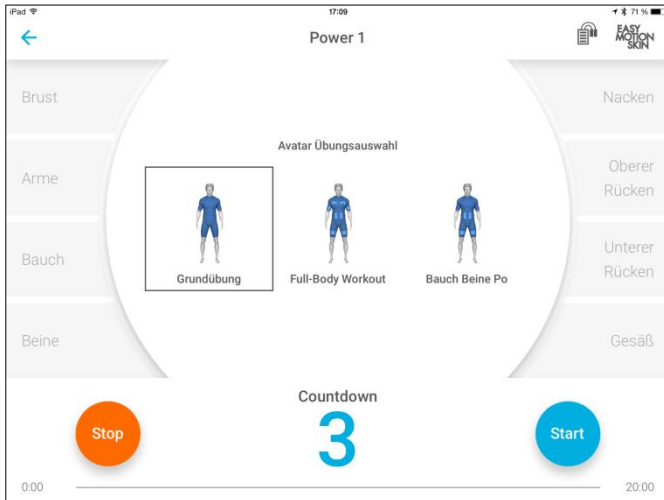 iPad 17:09 71 %
Power 1
EASY
MOTION
SKIN
Brust
Nacken
Avatar Übungsauswahl
Arme
Oberer
Rücken
Bauch
Unterer
Rücken
Grundübung Full-Body Workout Bauch Beine Po
Beine
Gesäß
Countdown
Stop 3 Start
0:00 20:00